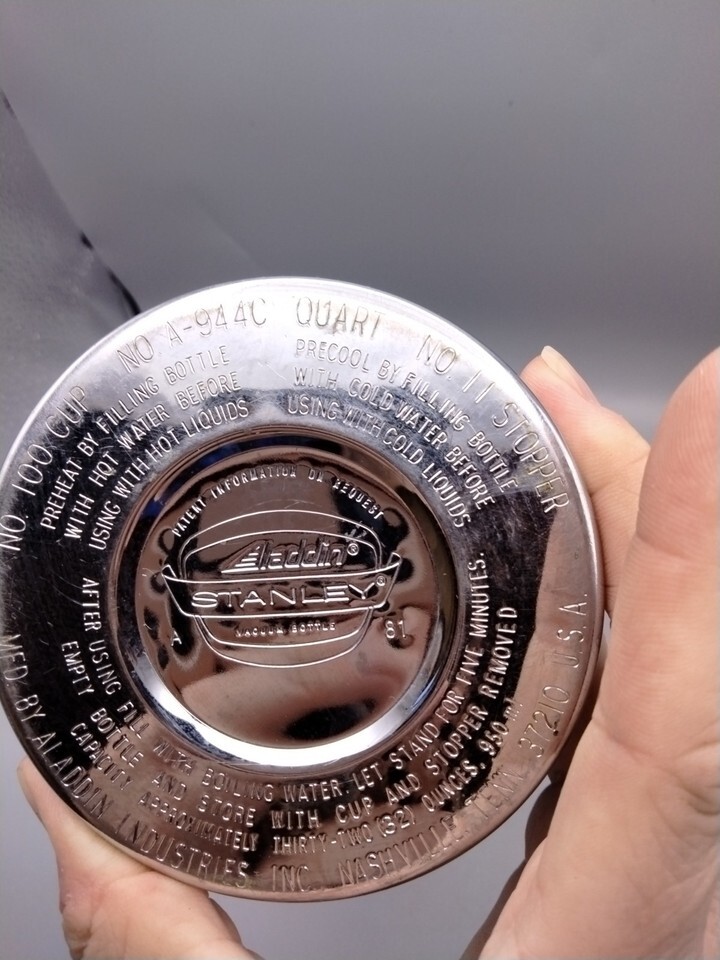 NO. 100 CUP NO A-944C QUART NO. 11 STOPPER
PREHEAT BY FILLING BOTTLE
WITH HOT WATER BEFORE
USING WITH HOT LIQUIDS
PRECOOL BY FILLING BOTTLE
WITH COLD WATER BEFORE
USING WITH COLD LIQUIDS
PATENT INFORMATION ON REQUEST
Aladdin®
STANLEY®
VACUUM BOTTLE
A 81
AFTER USING FILL WITH BOILING WATER. LET STAND FOR FIVE MINUTES.
EMPTY BOTTLE AND STORE WITH CUP AND STOPPER REMOVED
CAPACITY APPROXIMATELY THIRTY-TWO (32) OUNCES. 950 ml
MFD BY ALADDIN INDUSTRIES INC. NASHVILLE, TENN. 37210 U.S.A.